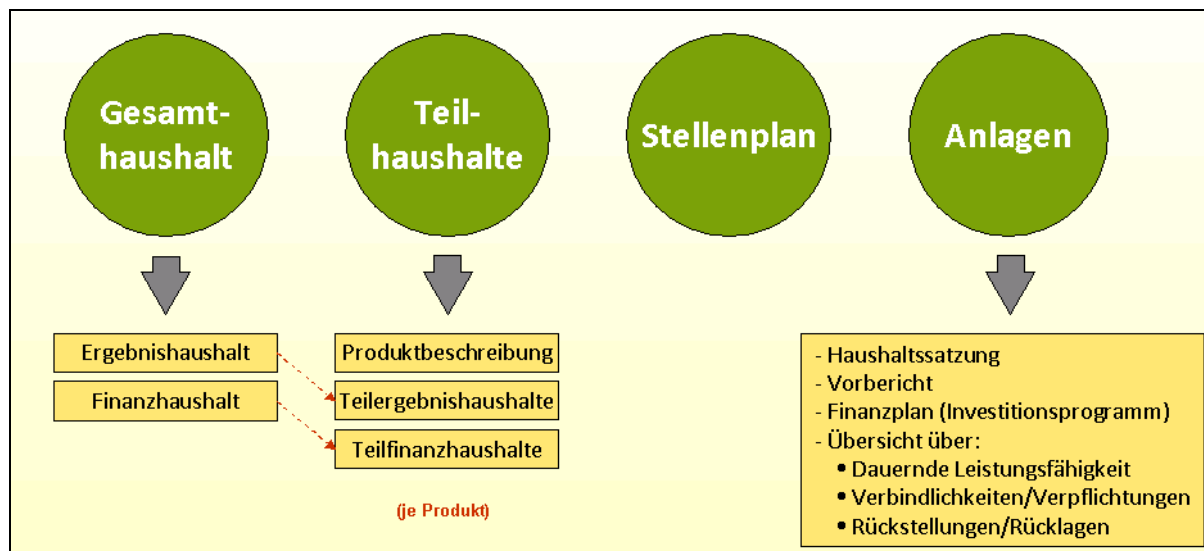 Gesamt-
haushalt
Teil-
haushalte
Stellenplan
Anlagen
Ergebnishaushalt
Finanzhaushalt
Produktbeschreibung
Teilergebnishaushalte
Teilfinanzhaushalte
(je Produkt)
- Haushaltssatzung
- Vorbericht
- Finanzplan (Investitionsprogramm)
- Übersicht über:
• Dauernde Leistungsfähigkeit
• Verbindlichkeiten/Verpflichtungen
• Rückstellungen/Rücklagen